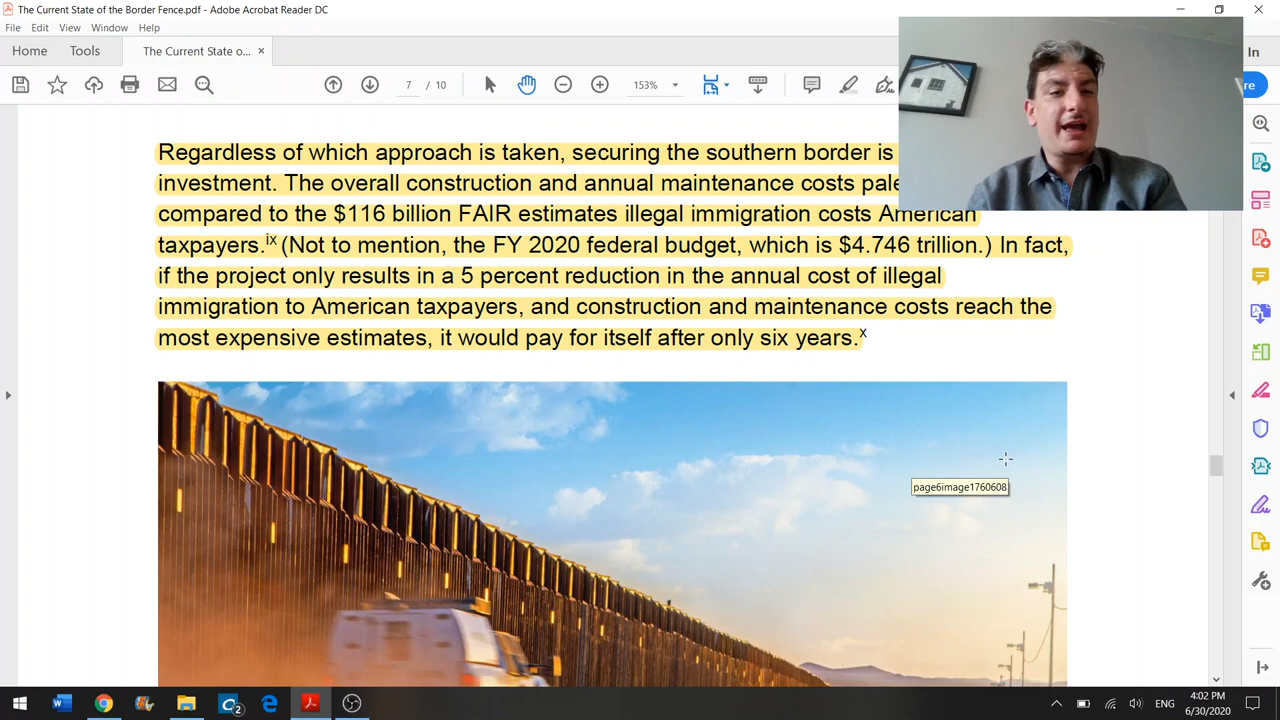 The Current State of the Border Fence.pdf - Adobe Acrobat Reader DC
File Edit View Window Help
Home Tools The Current State o... × In
7 / 10 153% re
Regardless of which approach is taken, securing the southern border is
investment. The overall construction and annual maintenance costs pale
compared to the $116 billion FAIR estimates illegal immigration costs American
taxpayers.ix (Not to mention, the FY 2020 federal budget, which is $4.746 trillion.) In fact,
if the project only results in a 5 percent reduction in the annual cost of illegal
immigration to American taxpayers, and construction and maintenance costs reach the
most expensive estimates, it would pay for itself after only six years.x
page6image1760608
2 ENG 4:02 PM
6/30/2020